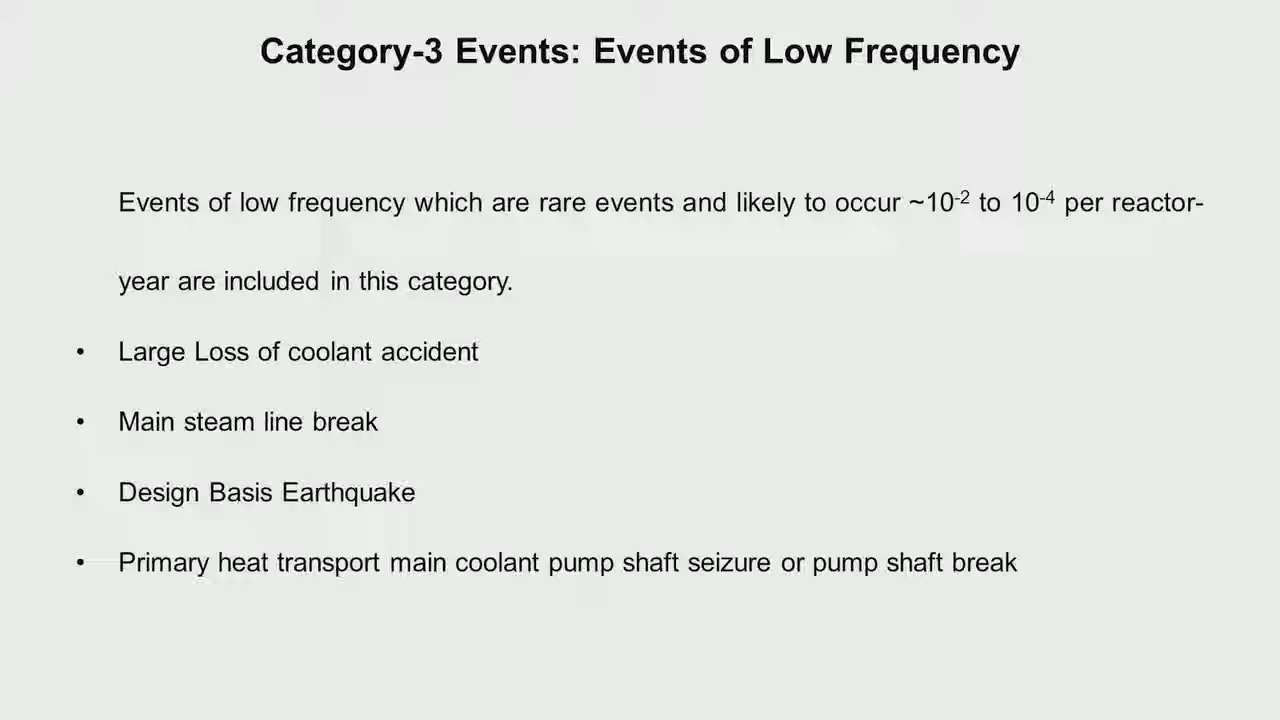 Category-3 Events: Events of Low Frequency
Events of low frequency which are rare events and likely to occur ~10⁻² to 10⁻⁴ per reactor-
year are included in this category.
• Large Loss of coolant accident
• Main steam line break
• Design Basis Earthquake
• Primary heat transport main coolant pump shaft seizure or pump shaft break